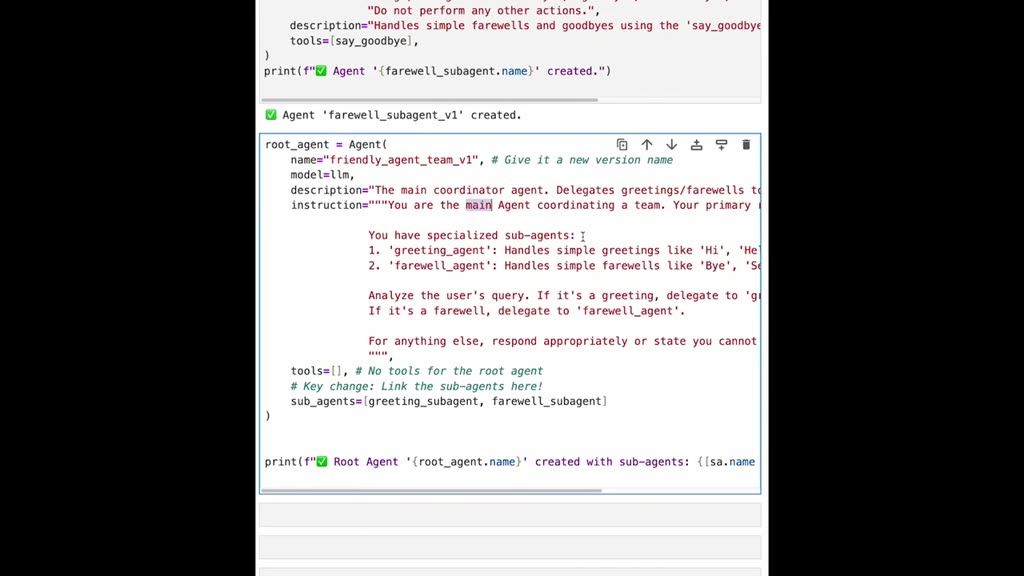 "Do not perform any other actions.",
description="Handles simple farewells and goodbyes using the 'say_goodbye
tools=[say_goodbye],
)
print(f"✅ Agent '{farewell_subagent.name}' created.")
✅ Agent 'farewell_subagent_v1' created.
root_agent = Agent(
name="friendly_agent_team_v1", # Give it a new version name
model=llm,
description="The main coordinator agent. Delegates greetings/farewells to
instruction="""You are the main Agent coordinating a team. Your primary
You have specialized sub-agents:
1. 'greeting_agent': Handles simple greetings like 'Hi', 'He
2. 'farewell_agent': Handles simple farewells like 'Bye', 'Se
Analyze the user's query. If it's a greeting, delegate to 'gr
If it's a farewell, delegate to 'farewell_agent'.
For anything else, respond appropriately or state you cannot
""",
tools=[], # No tools for the root agent
# Key change: Link the sub-agents here!
sub_agents=[greeting_subagent, farewell_subagent]
)
print(f"✅ Root Agent '{root_agent.name}' created with sub-agents: {[sa.name